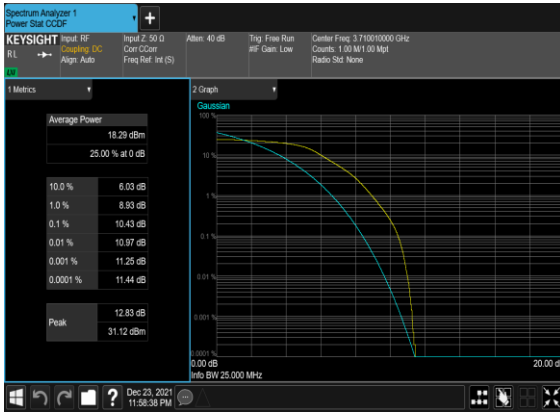 Spectrum Analyzer 1
Power Stat CCDF
KEYSIGHT
RL
LW
Input: RF
Coupling: DC
Align: Auto
Input Z: 50 Ω
Corr CCorr
Freq Ref: Int (S)
Atten: 40 dB
Trig: Free Run
#IF Gain: Low
Center Freq: 3.710010000 GHz
Counts: 1.00 M/1.00 Mpt
Radio Std: None
1 Metrics
Average Power
18.29 dBm
25.00 % at 0 dB
10.0 % 6.03 dB
1.0 % 8.93 dB
0.1 % 10.43 dB
0.01 % 10.97 dB
0.001 % 11.25 dB
0.0001 % 11.44 dB
Peak
12.83 dB
31.12 dBm
2 Graph
Gaussian
100 %
10 %
1 %
0.1 %
0.01 %
0.001 %
0.0001 %
0.00 dB
20.00 d
Info BW 25.000 MHz
?
Dec 23, 2021
11:58:38 PM